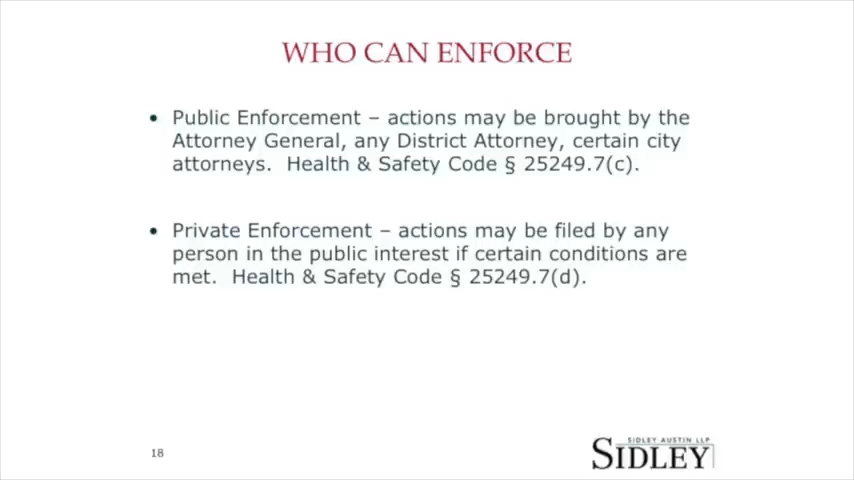 WHO CAN ENFORCE
• Public Enforcement – actions may be brought by the
Attorney General, any District Attorney, certain city
attorneys.  Health & Safety Code § 25249.7(c).
• Private Enforcement – actions may be filed by any
person in the public interest if certain conditions are
met.  Health & Safety Code § 25249.7(d).
18
SIDLEY AUSTIN LLP
SIDLEY